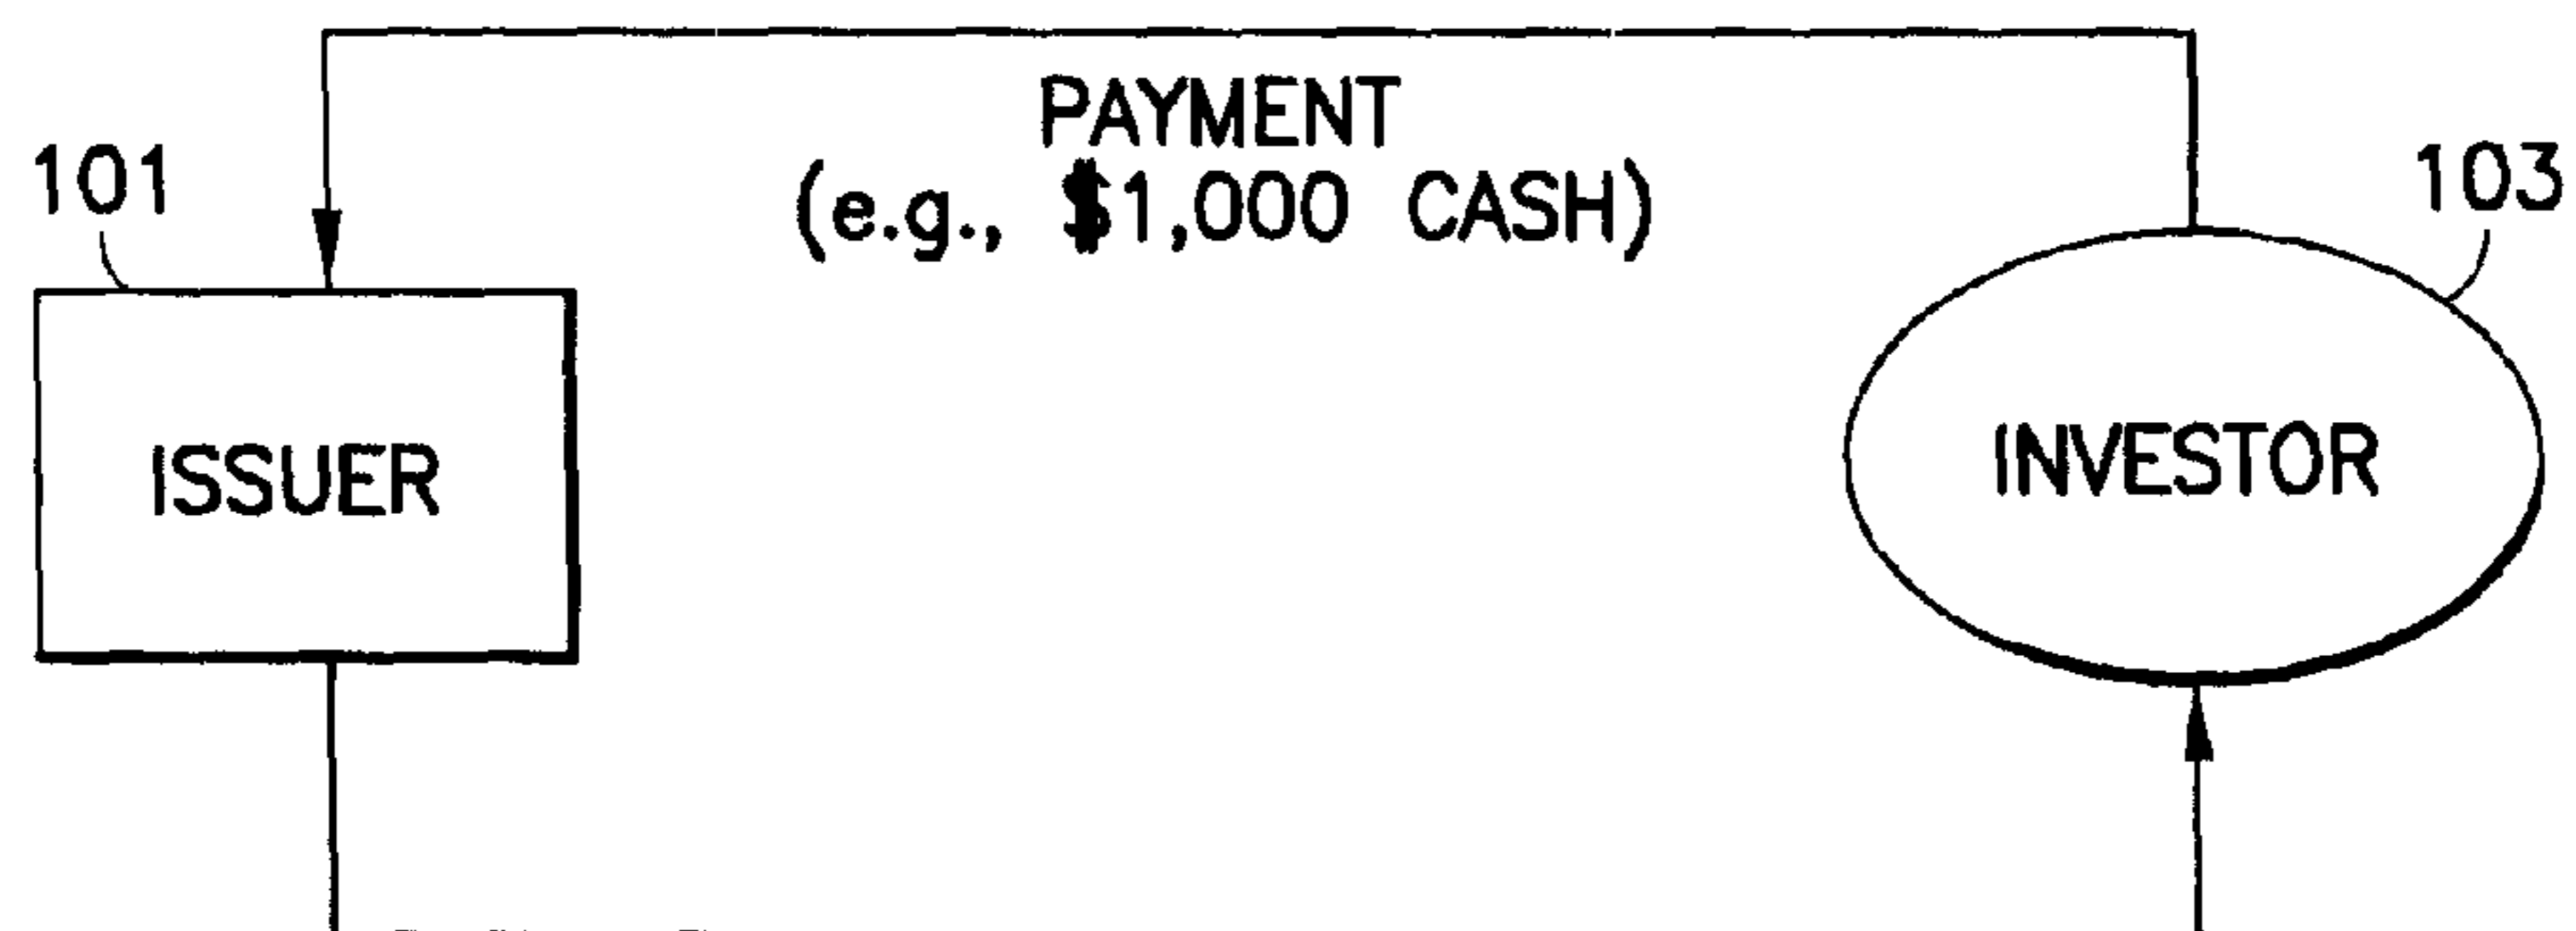 PAYMENT
(e.g., $1,000 CASH)
101
103
ISSUER
INVESTOR